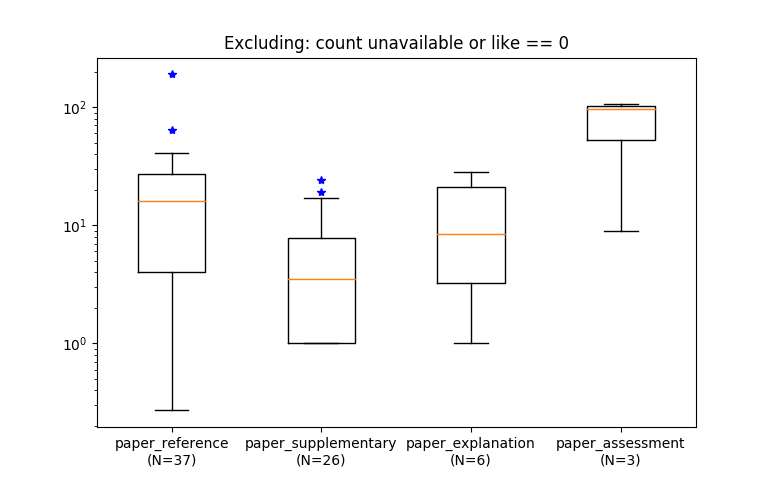 Excluding: count unavailable or like == 0
10²
10¹
10⁰
paper_reference paper_supplementary paper_explanation paper_assessment
(N=37) (N=26) (N=6) (N=3)